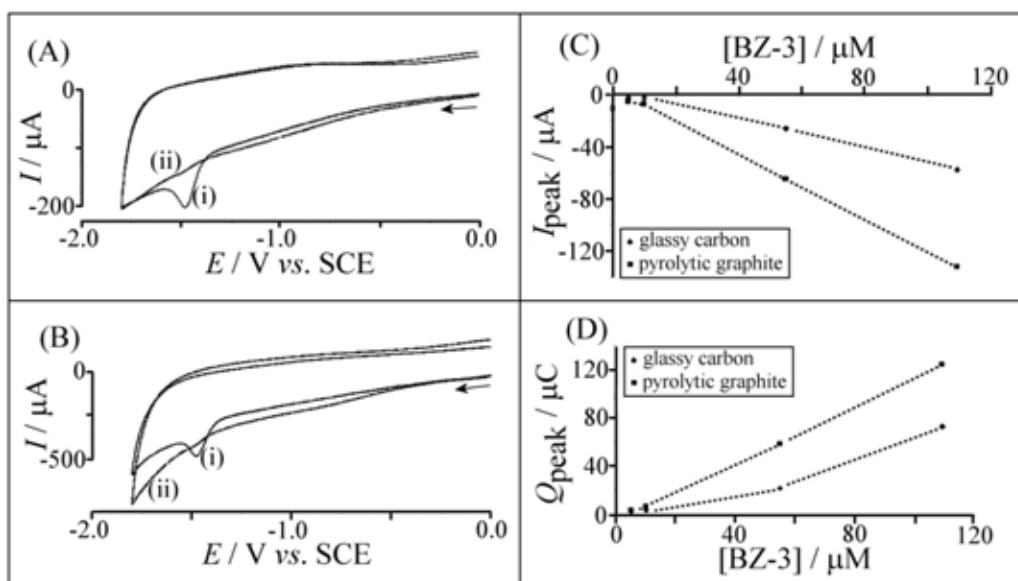 (A)
0
-200
I / μA
(ii)
(i)
-2.0
-1.0
0.0
E / V vs. SCE
(B)
0
-500
I / μA
(i)
(ii)
-2.0
-1.0
0.0
E / V vs. SCE
(C)
[BZ-3] / μM
0
40
80
120
0
-40
-80
-120
Ipeak / μA
glassy carbon
pyrolytic graphite
(D)
glassy carbon
pyrolytic graphite
120
80
40
0
Qpeak / μC
0
40
80
120
[BZ-3] / μM